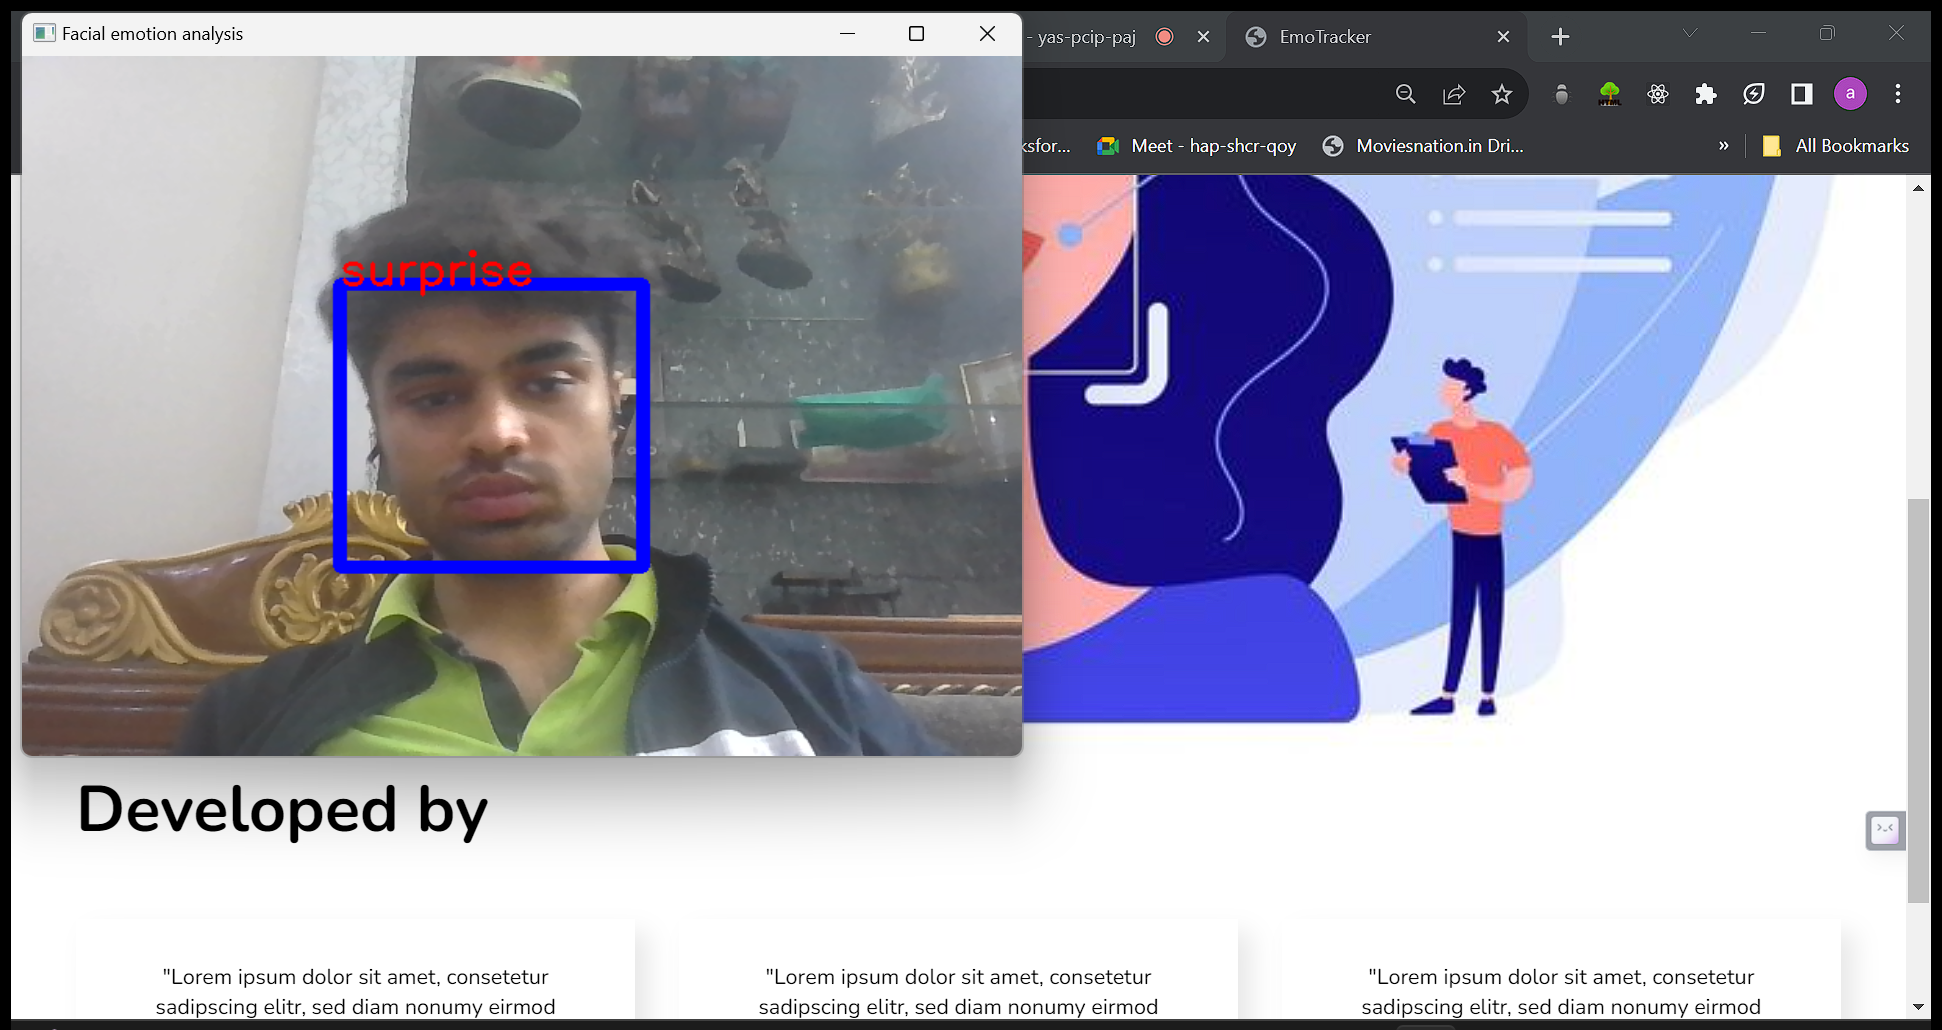 Facial emotion analysis
- yas-pcip-paj
EmoTracker
a
ksfor...
Meet - hap-shcr-qoy
Moviesnation.in Dri...
»
All Bookmarks
surprise
Developed by
"Lorem ipsum dolor sit amet, consetetur
sadipscing elitr, sed diam nonumy eirmod
"Lorem ipsum dolor sit amet, consetetur
sadipscing elitr, sed diam nonumy eirmod
"Lorem ipsum dolor sit amet, consetetur
sadipscing elitr, sed diam nonumy eirmod